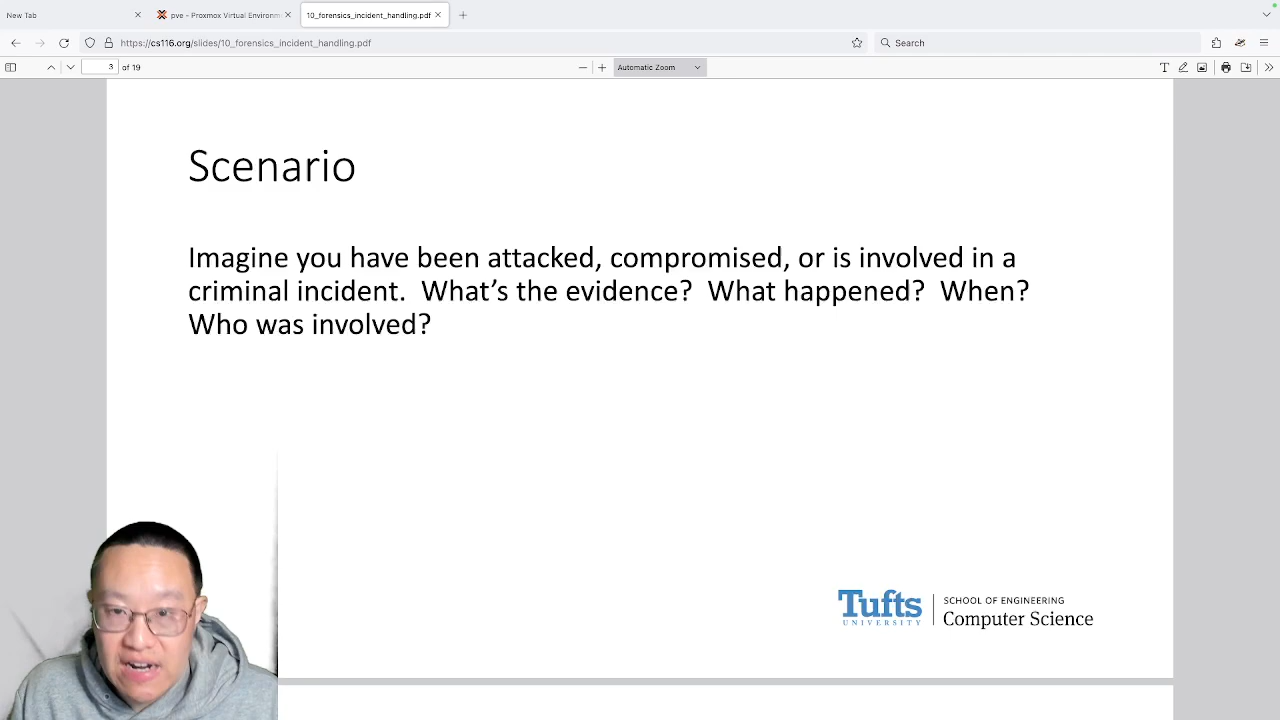 New Tab
pve - Proxmox Virtual Environm
10_forensics_incident_handling.pdf
https://cs116.org/slides/10_forensics_incident_handling.pdf
Search
3 of 19
Automatic Zoom
Scenario
Imagine you have been attacked, compromised, or is involved in a
criminal incident.  What’s the evidence?  What happened?  When?
Who was involved?
Tufts
UNIVERSITY
SCHOOL OF ENGINEERING
Computer Science